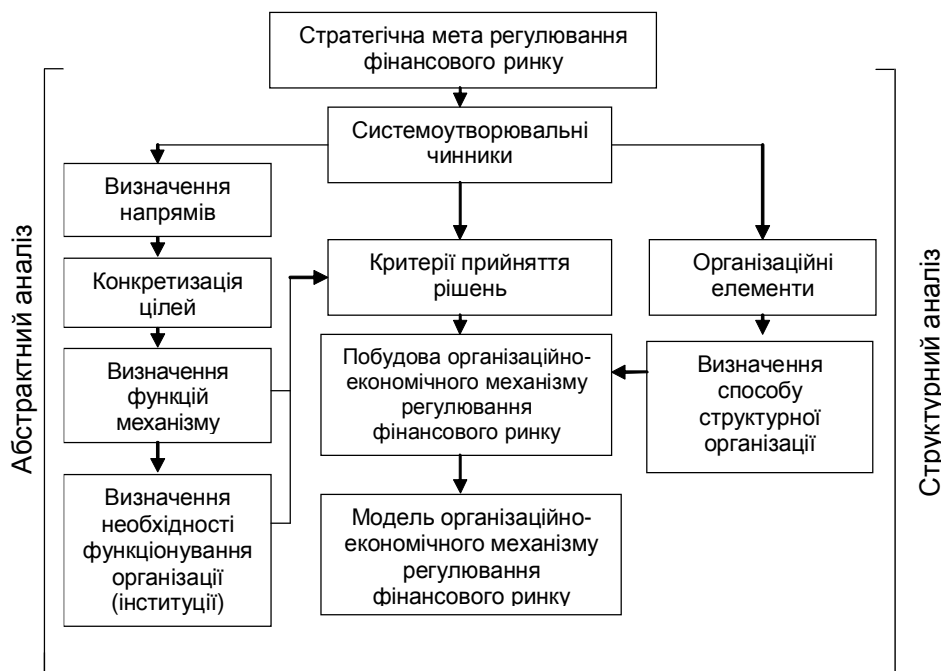 Стратегічна мета регулювання
фінансового ринку
Системоутворювальні
чинники
Визначення
напрямів
Конкретизація
цілей
Визначення
функцій
механізму
Визначення
необхідності
функціонування
організації
(інституції)
Критерії прийняття
рішень
Побудова організаційно-
економічного механізму
регулювання
фінансового ринку
Модель організаційно-
економічного механізму
регулювання
фінансового ринку
Організаційні
елементи
Визначення
способу
структурної
організації
Абстрактний аналіз
Структурний аналіз